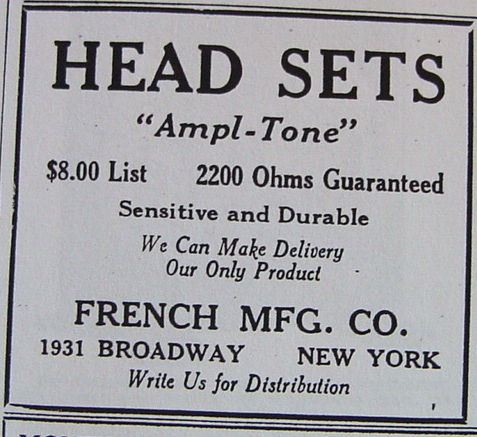 HEAD SETS
"Ampl-Tone"
$8.00 List 2200 Ohms Guaranteed
Sensitive and Durable
We Can Make Delivery
Our Only Product
FRENCH MFG. CO.
1931 BROADWAY NEW YORK
Write Us for Distribution